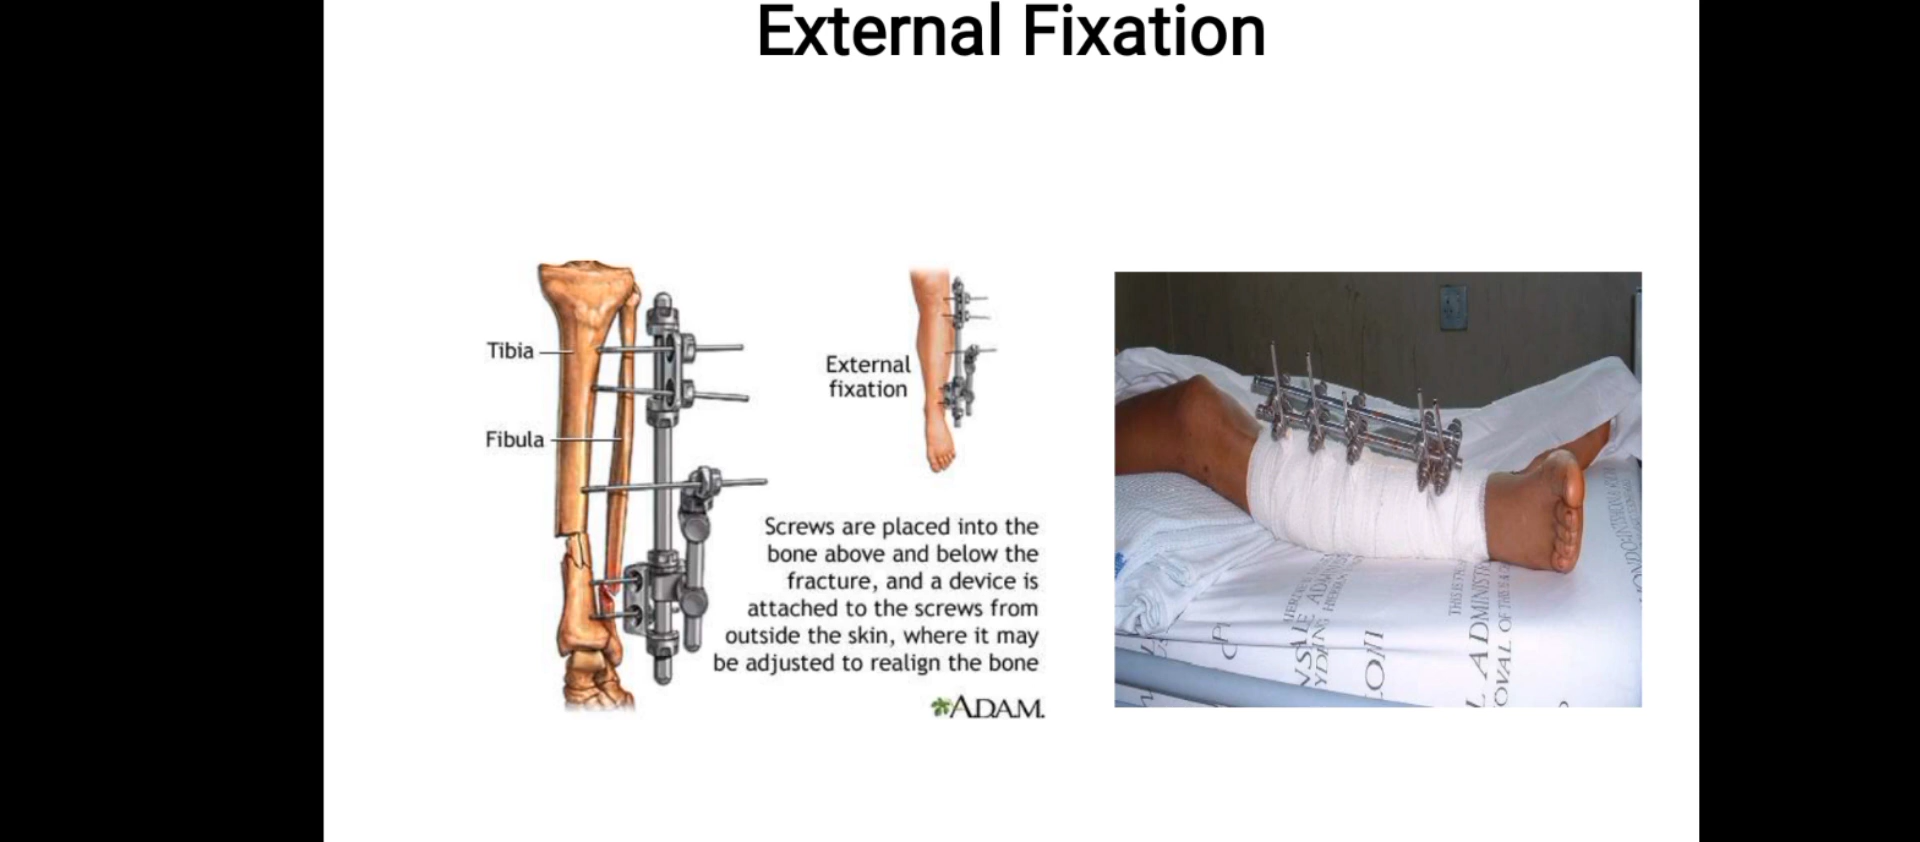 External Fixation
Tibia
Fibula
External
fixation
Screws are placed into the
bone above and below the
fracture, and a device is
attached to the screws from
outside the skin, where it may
be adjusted to realign the bone
ADAM.